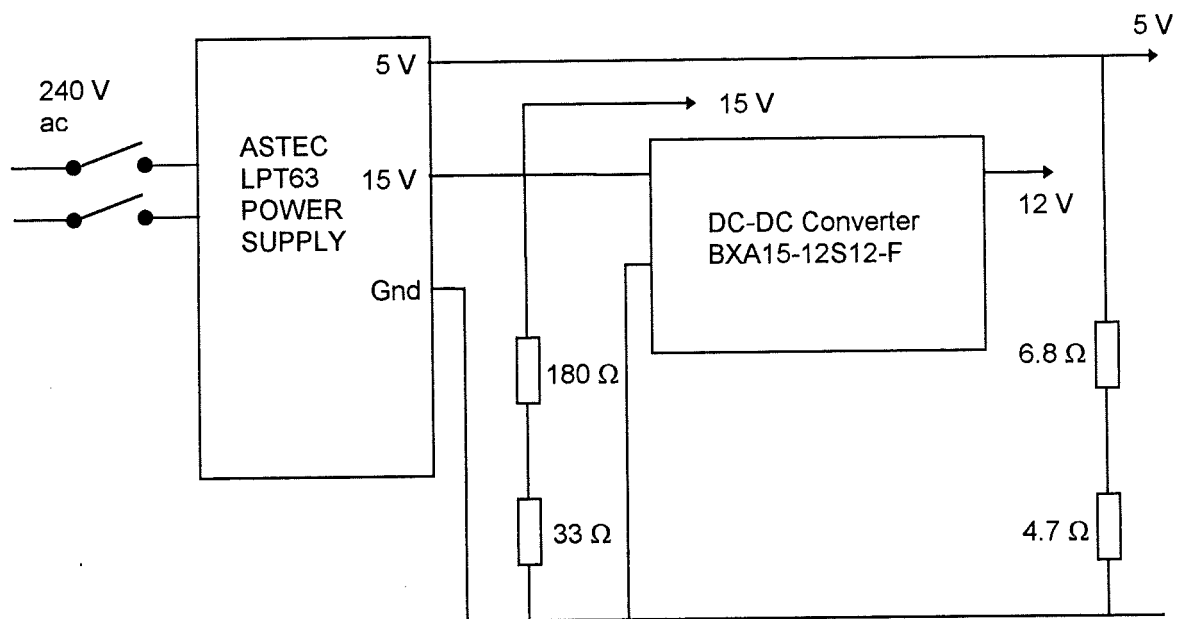 5 V
5 V
240 V
ac
15 V
ASTEC
LPT63
POWER
SUPPLY
15 V
12 V
DC-DC Converter
BXA15-12S12-F
Gnd
180 Ω
6.8 Ω
33 Ω
4.7 Ω